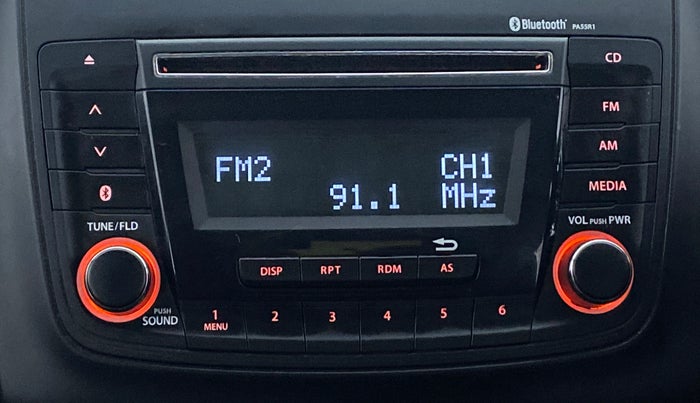 Bluetooth PA55R1
CD
FM
AM
MEDIA
FM2 CH1
91.1 MHz
TUNE/FLD
VOL PUSH PWR
DISP RPT RDM AS
PUSH
SOUND
1 2 3 4 5 6
MENU